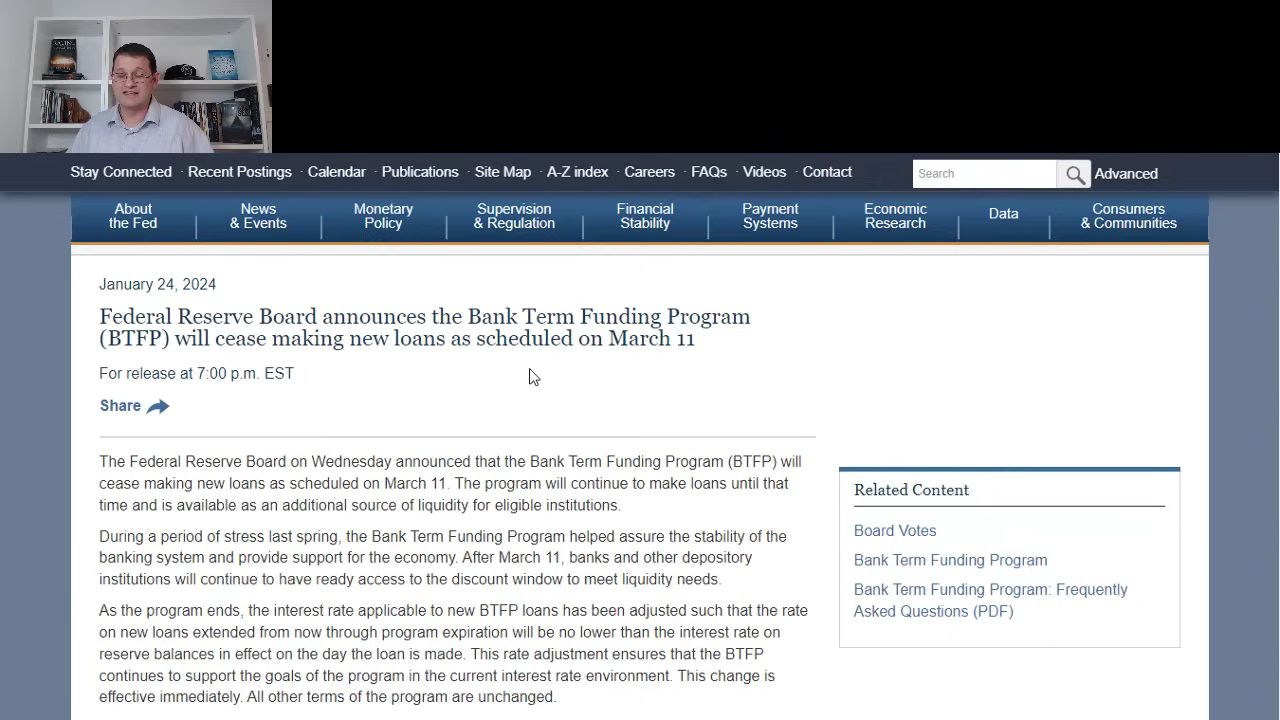 Stay Connected · Recent Postings · Calendar · Publications · Site Map · A-Z index · Careers · FAQs · Videos · Contact
Search
Advanced
About
the Fed
News
& Events
Monetary
Policy
Supervision
& Regulation
Financial
Stability
Payment
Systems
Economic
Research
Data
Consumers
& Communities
January 24, 2024
Federal Reserve Board announces the Bank Term Funding Program
(BTFP) will cease making new loans as scheduled on March 11
For release at 7:00 p.m. EST
Share
The Federal Reserve Board on Wednesday announced that the Bank Term Funding Program (BTFP) will
cease making new loans as scheduled on March 11. The program will continue to make loans until that
time and is available as an additional source of liquidity for eligible institutions.
During a period of stress last spring, the Bank Term Funding Program helped assure the stability of the
banking system and provide support for the economy. After March 11, banks and other depository
institutions will continue to have ready access to the discount window to meet liquidity needs.
As the program ends, the interest rate applicable to new BTFP loans has been adjusted such that the rate
on new loans extended from now through program expiration will be no lower than the interest rate on
reserve balances in effect on the day the loan is made. This rate adjustment ensures that the BTFP
continues to support the goals of the program in the current interest rate environment. This change is
effective immediately. All other terms of the program are unchanged.
Related Content
Board Votes
Bank Term Funding Program
Bank Term Funding Program: Frequently
Asked Questions (PDF)